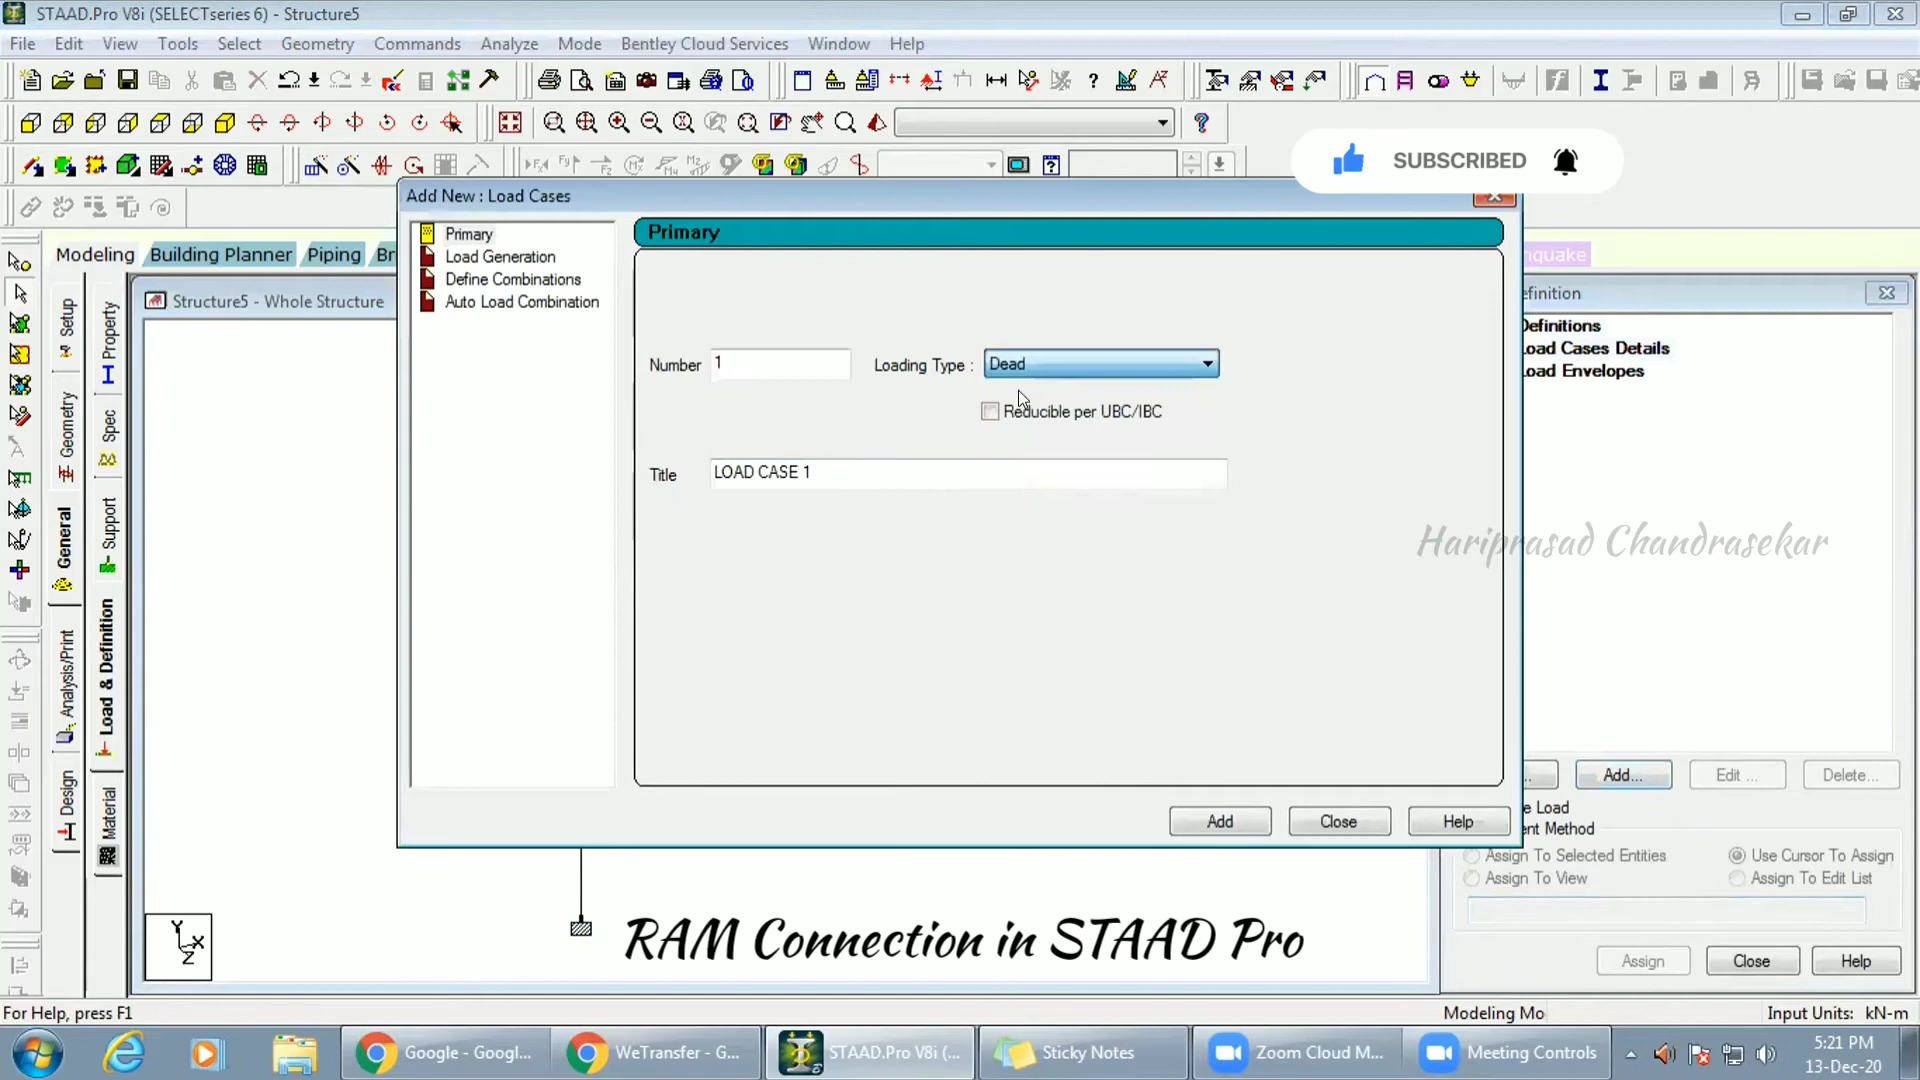 STAAD.Pro V8i (SELECTseries 6) - Structure5
File Edit View Tools Select Geometry Commands Analyze Mode Bentley Cloud Services Window Help
SUBSCRIBED
Add New : Load Cases
Modeling Building Planner Piping Br
quake
Structure5 - Whole Structure
Primary
Load Generation
Define Combinations
Auto Load Combination
Primary
Number 1 Loading Type : Dead
Reducible per UBC/IBC
Title LOAD CASE 1
Add Close Help
Setup
Geometry
General
Analysis/Print
Design
Property
Spec
Support
Load & Definition
Material
efinition
Definitions
Load Cases Details
Load Envelopes
Hariprasad Chandrasekar
... Add... Edit ... Delete...
e Load
ent Method
Assign To Selected Entities Use Cursor To Assign
Assign To View Assign To Edit List
Assign Close Help
Y
X
Z
RAM Connection in STAAD Pro
For Help, press F1 Modeling Mo Input Units: kN-m
Google - Googl... WeTransfer - G... STAAD.Pro V8i (... Sticky Notes Zoom Cloud M... Meeting Controls
5:21 PM
13-Dec-20